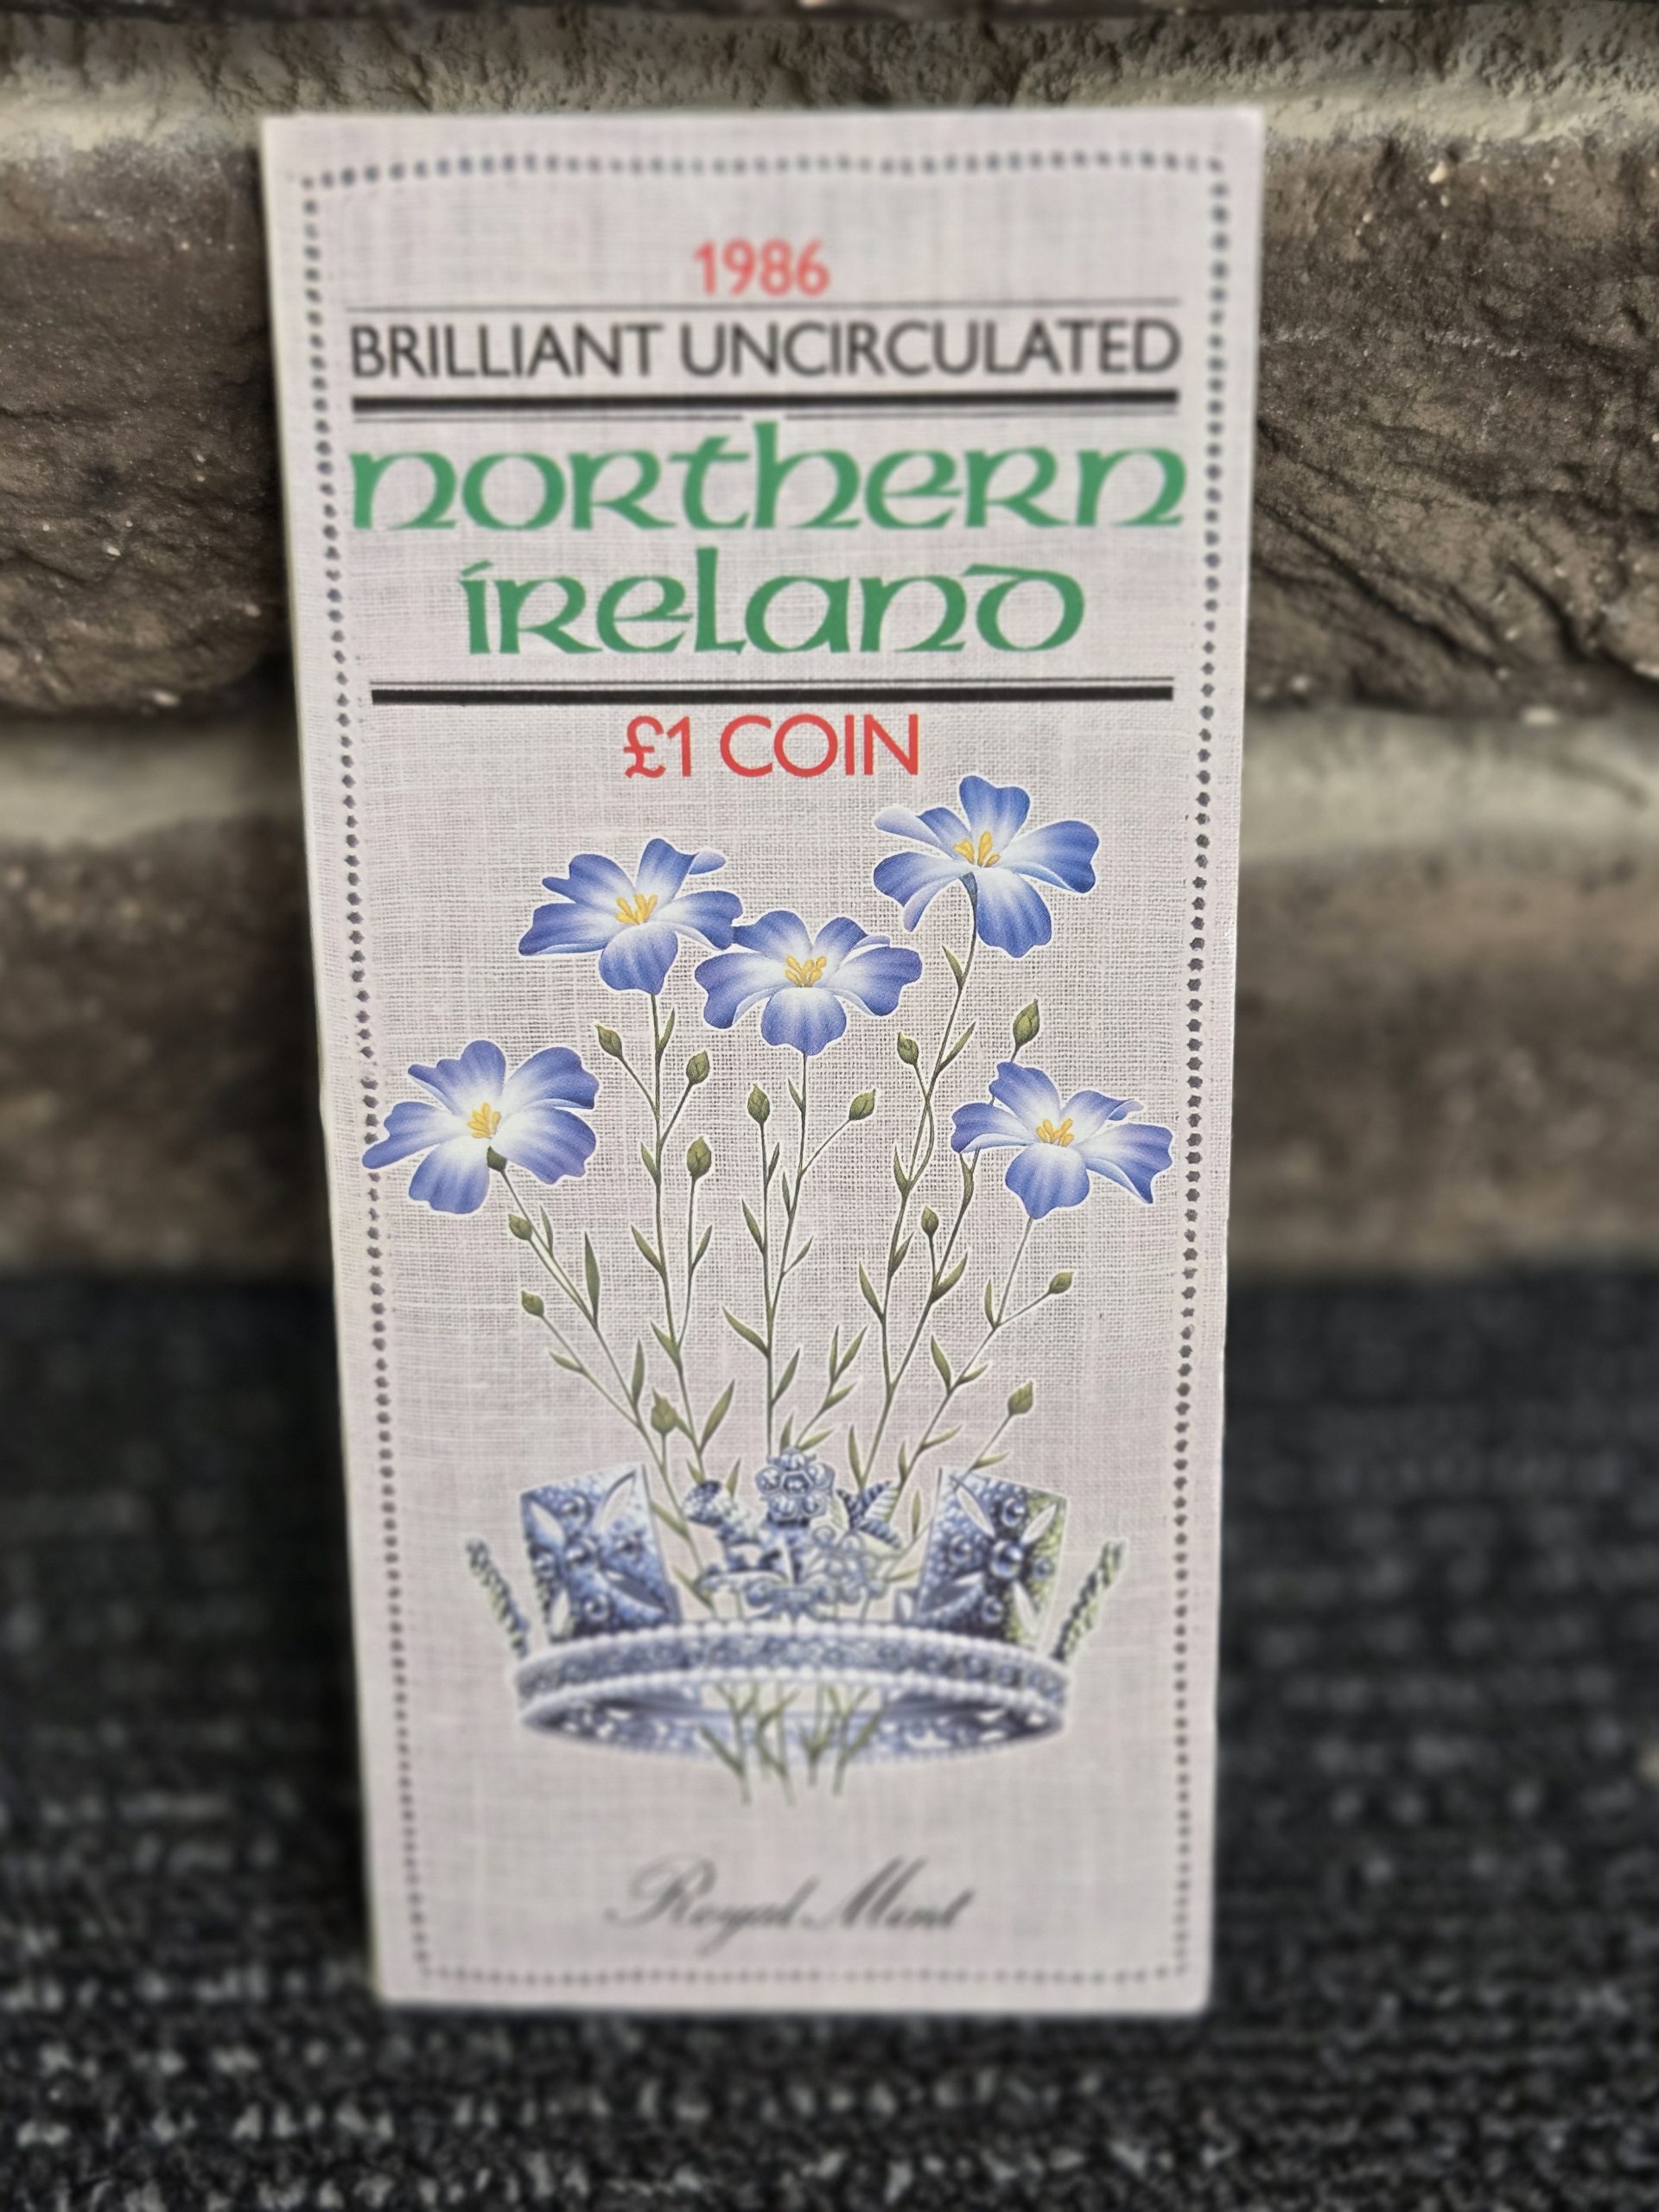 1986
BRILLIANT UNCIRCULATED
northern
ireland
£1 COIN
Royal Mint